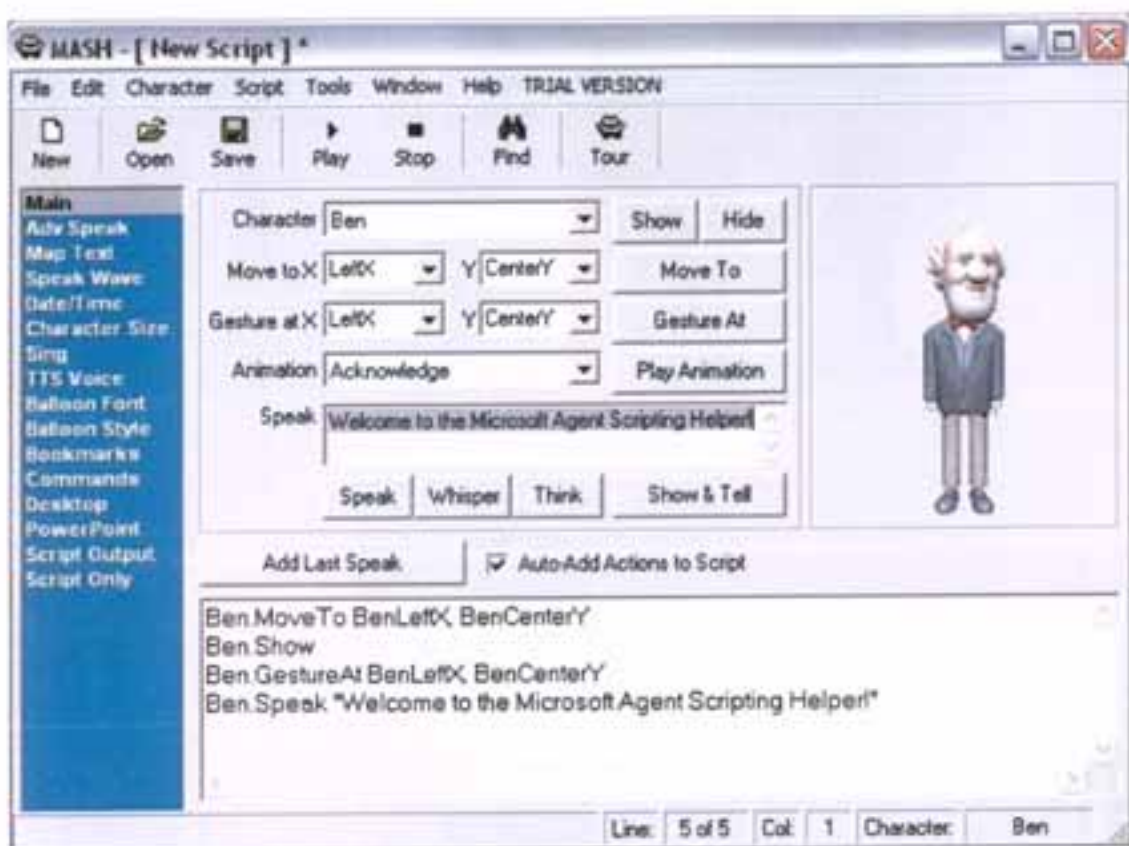 MASH - [ New Script ] *
File Edit Character Script Tools Window Help TRIAL VERSION
New Open Save Play Stop Find Tour
Main
Adv Speak
Map Text
Speak Wave
Date/Time
Character Size
Sing
TTS Voice
Balloon Font
Balloon Style
Bookmarks
Commands
Desktop
PowerPoint
Script Output
Script Only
Character Ben Show Hide
Move to X LeftX Y CenterY Move To
Gesture at X LeftX Y CenterY Gesture At
Animation Acknowledge Play Animation
Speak Welcome to the Microsoft Agent Scripting Helper!
Speak Whisper Think Show & Tell
Add Last Speak Auto-Add Actions to Script
Ben.MoveTo BenLeftX, BenCenterY
Ben.Show
Ben.GestureAt BenLeftX, BenCenterY
Ben.Speak "Welcome to the Microsoft Agent Scripting Helper!"
Line: 5 of 5 Col: 1 Character: Ben